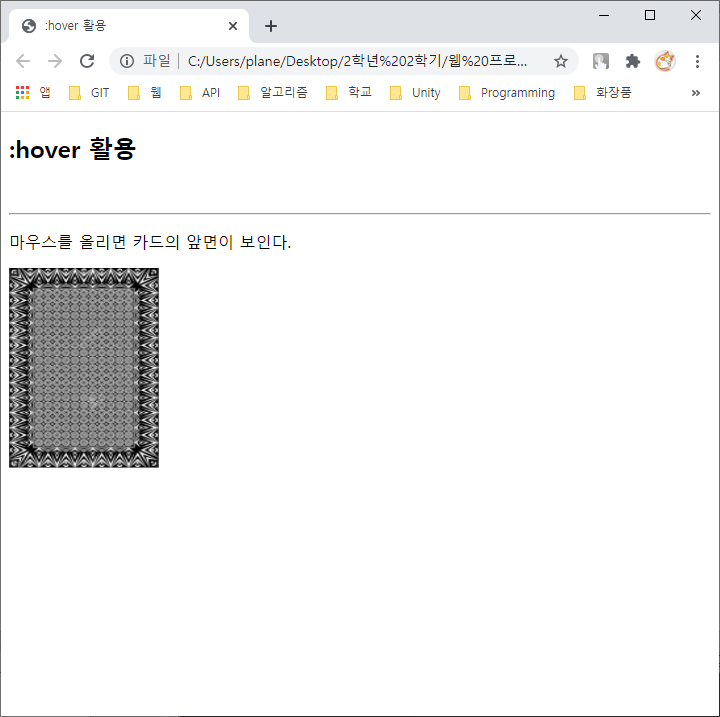 :hover 활용
파일 C:/Users/plane/Desktop/2학년%202학기/웹%20프로...
앱 GIT 웹 API 알고리즘 학교 Unity Programming 화장품 »
:hover 활용
마우스를 올리면 카드의 앞면이 보인다.